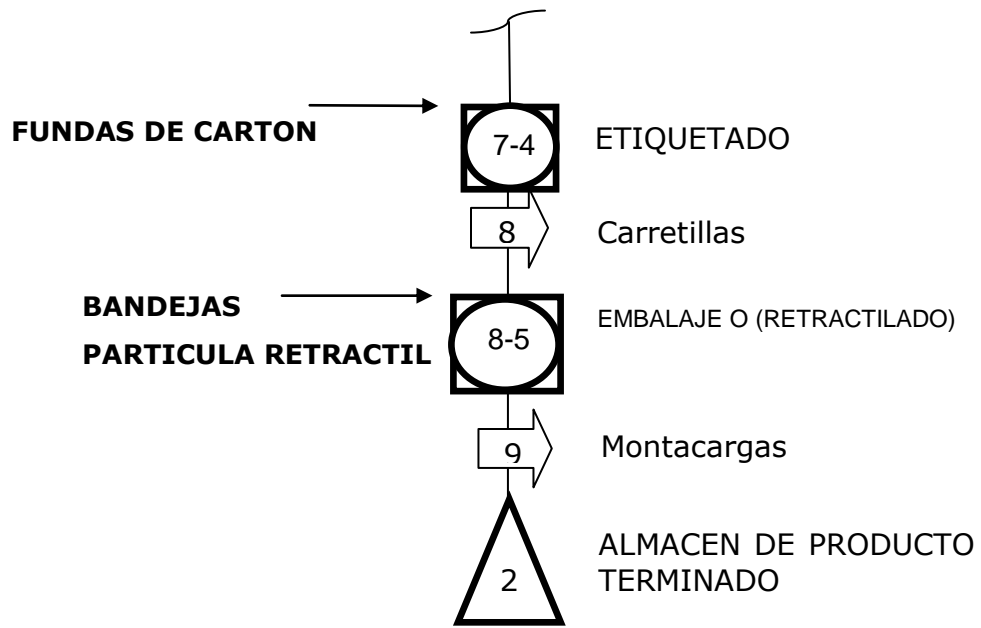 FUNDAS DE CARTON
7-4
ETIQUETADO
8
Carretillas
BANDEJAS
PARTICULA RETRACTIL
8-5
EMBALAJE O (RETRACTILADO)
9
Montacargas
2
ALMACEN DE PRODUCTO
TERMINADO